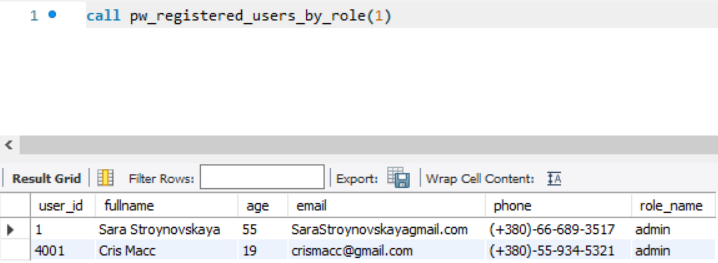 1 call pw_registered_users_by_role(1)
Result Grid Filter Rows: Export: Wrap Cell Content: IA
user_id fullname age email phone role_name
1 Sara Stroynovskaya 55 SaraStroynovskayagmail.com (+380)-66-689-3517 admin
4001 Cris Macc 19 crismacc@gmail.com (+380)-55-934-5321 admin